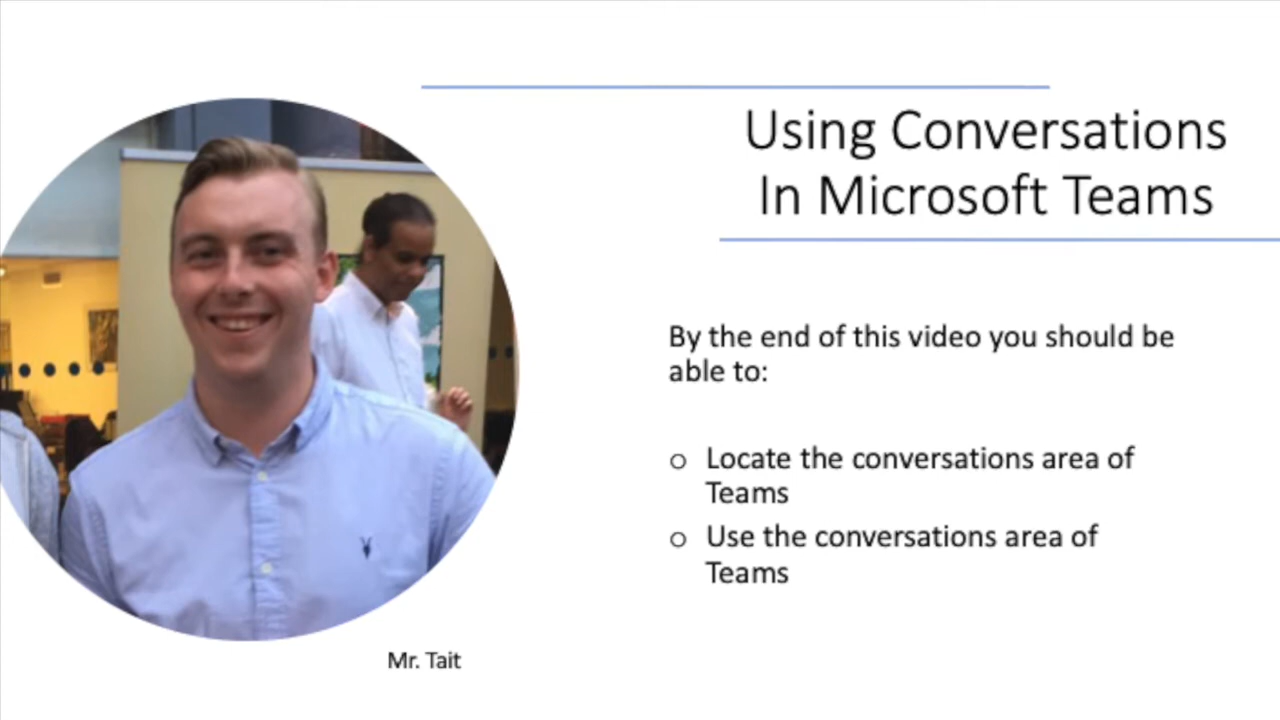 Using Conversations
In Microsoft Teams
By the end of this video you should be
able to:
o Locate the conversations area of
Teams
o Use the conversations area of
Teams
Mr. Tait